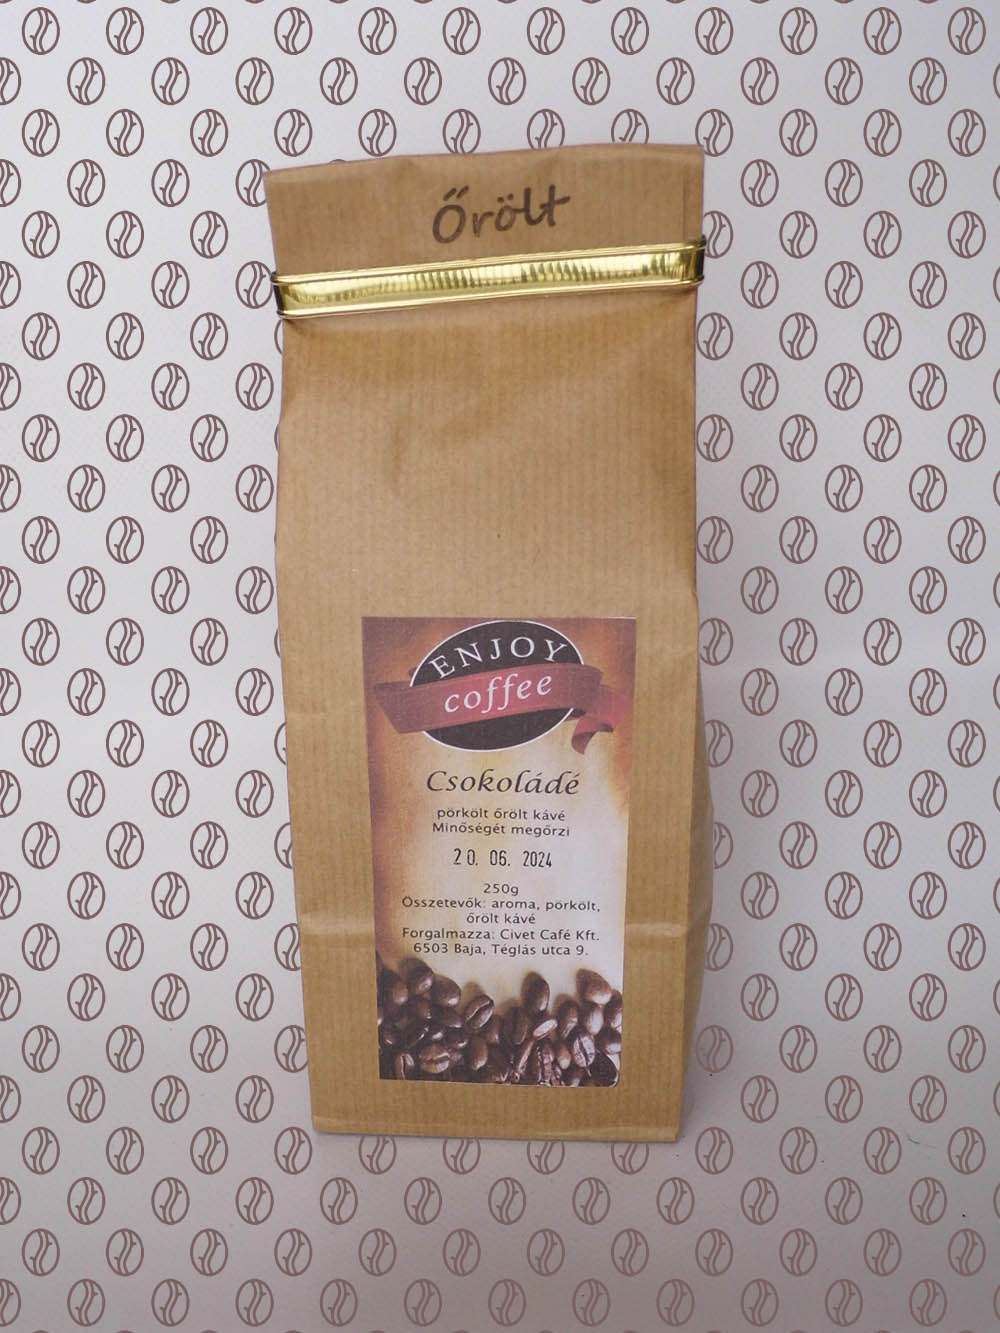 Őrölt
ENJOY
coffee
Csokoládé
pörkölt őrölt kávé
Minőségét megőrzi
20. 06. 2024
250g
Összetevők: aroma, pörkölt,
őrölt kávé
Forgalmazza: Civet Café Kft.
6503 Baja, Téglás utca 9.